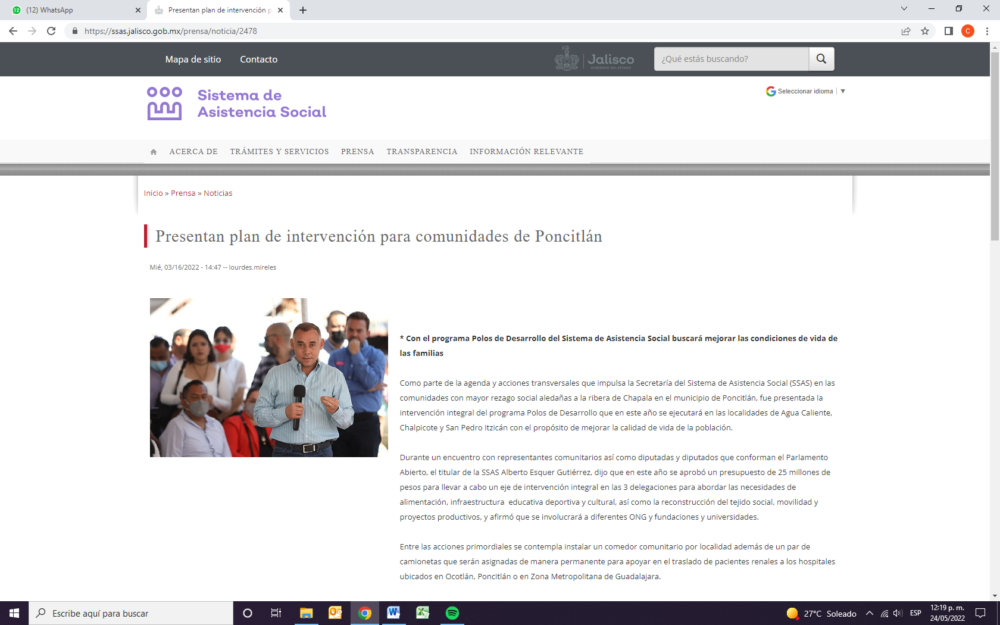 (12) WhatsApp
Presentan plan de intervención p
https://ssas.jalisco.gob.mx/prensa/noticia/2478
C
Mapa de sitio
Contacto
Jalisco
GOBIERNO DEL ESTADO
¿Qué estás buscando?
Sistema de
Asistencia Social
Seleccionar idioma
ACERCA DE
TRÁMITES Y SERVICIOS
PRENSA
TRANSPARENCIA
INFORMACIÓN RELEVANTE
Inicio » Prensa » Noticias
Presentan plan de intervención para comunidades de Poncitlán
Mié, 03/16/2022 - 14:47 -- lourdes.mireles
* Con el programa Polos de Desarrollo del Sistema de Asistencia Social buscará mejorar las condiciones de vida de
las familias
Como parte de la agenda y acciones transversales que impulsa la Secretaría del Sistema de Asistencia Social (SSAS) en las
comunidades con mayor rezago social aledañas a la ribera de Chapala en el municipio de Poncitlán, fue presentada la
intervención integral del programa Polos de Desarrollo que en este año se ejecutará en las localidades de Agua Caliente,
Chalpicote y San Pedro Itzicán con el propósito de mejorar la calidad de vida de la población.
Durante un encuentro con representantes comunitarios así como diputadas y diputados que conforman el Parlamento
Abierto, el titular de la SSAS Alberto Esquer Gutiérrez, dijo que en este año se aprobó un presupuesto de 25 millones de
pesos para llevar a cabo un eje de intervención integral en las 3 delegaciones para abordar las necesidades de
alimentación, infraestructura  educativa deportiva y cultural, así como la reconstrucción del tejido social, movilidad y
proyectos productivos, y afirmó que se involucrará a diferentes ONG y fundaciones y universidades.
Entre las acciones primordiales se contempla instalar un comedor comunitario por localidad además de un par de
camionetas que serán asignadas de manera permanente para apoyar en el traslado de pacientes renales a los hospitales
ubicados en Ocotlán, Poncitlán o en Zona Metropolitana de Guadalajara.
Escribe aquí para buscar
27°C Soleado
ESP
12:19 p. m.
24/05/2022